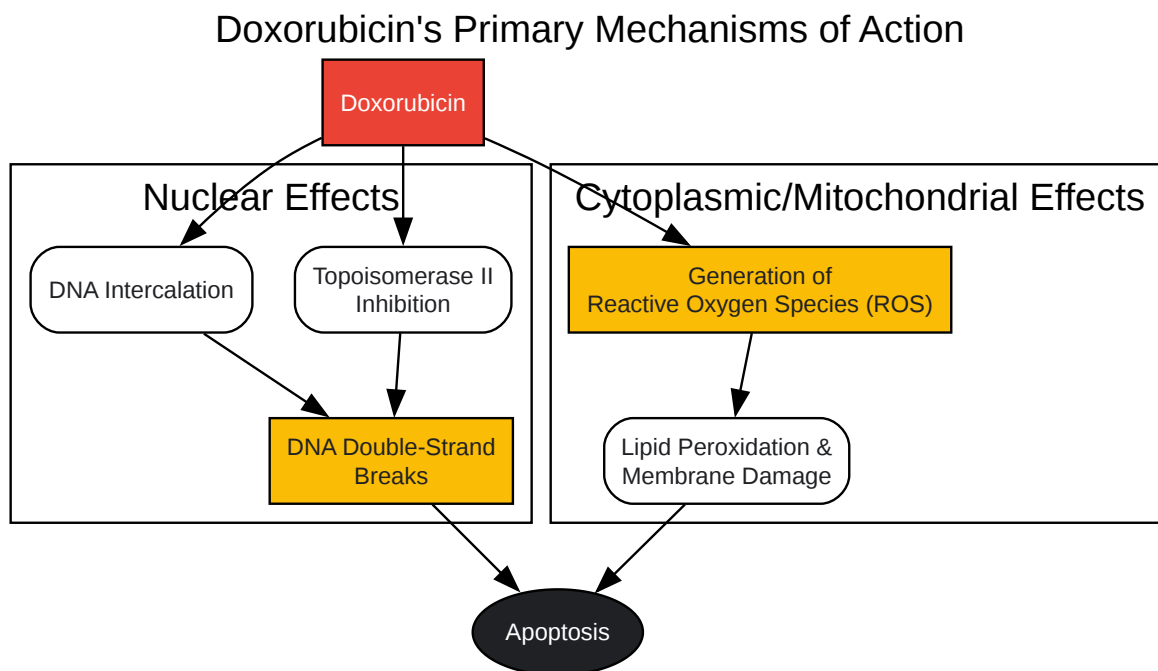 Doxorubicin's Primary Mechanisms of Action
Doxorubicin
Nuclear Effects
Cytoplasmic/Mitochondrial Effects
DNA Intercalation
Topoisomerase II
Inhibition
Generation of
Reactive Oxygen Species (ROS)
DNA Double-Strand
Breaks
Lipid Peroxidation &
Membrane Damage
Apoptosis